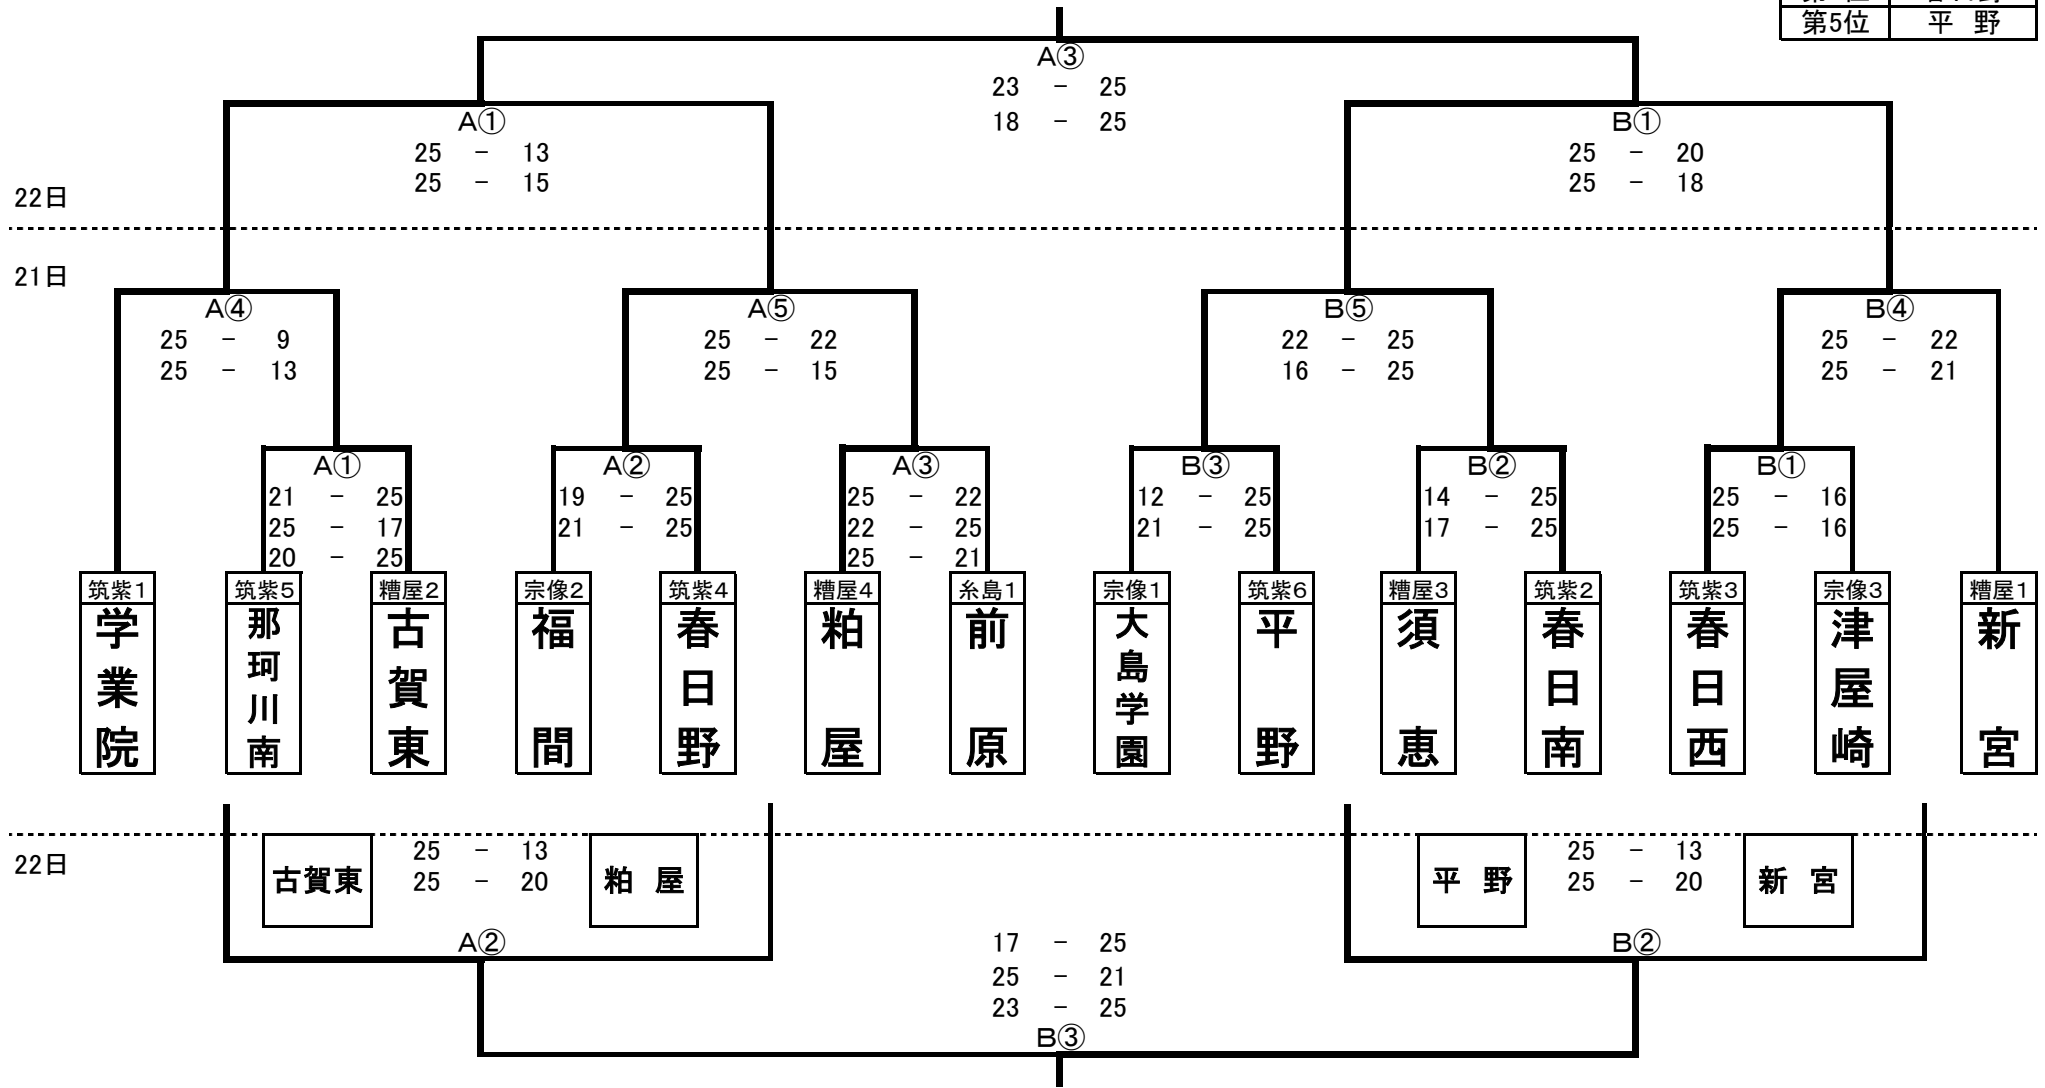 第5位 平 野
A③
23 - 25
18 - 25
A① B①
25 - 13 25 - 20
25 - 15 25 - 18
22日
21日
A④ A⑤ B⑤ B④
25 - 9 25 - 22 22 - 25 25 - 22
25 - 13 25 - 15 16 - 25 25 - 21
A① A② A③ B③ B② B①
21 - 25 19 - 25 25 - 22 12 - 25 14 - 25 25 - 16
25 - 17 21 - 25 22 - 25 21 - 25 17 - 25 25 - 16
20 - 25 25 - 21
筑紫1 筑紫5 糟屋2 宗像2 筑紫4 糟屋4 糸島1 宗像1 筑紫6 糟屋3 筑紫2 筑紫3 宗像3 糟屋1
学業院
那珂川南
古賀東
福間
春日野
粕屋
前原
大島学園
平野
須恵
春日南
春日西
津屋崎
新宮
25 - 13 25 - 13
22日
古賀東 25 - 20 粕 屋 平 野 25 - 20 新 宮
A② 17 - 25 B②
25 - 21
23 - 25
B③